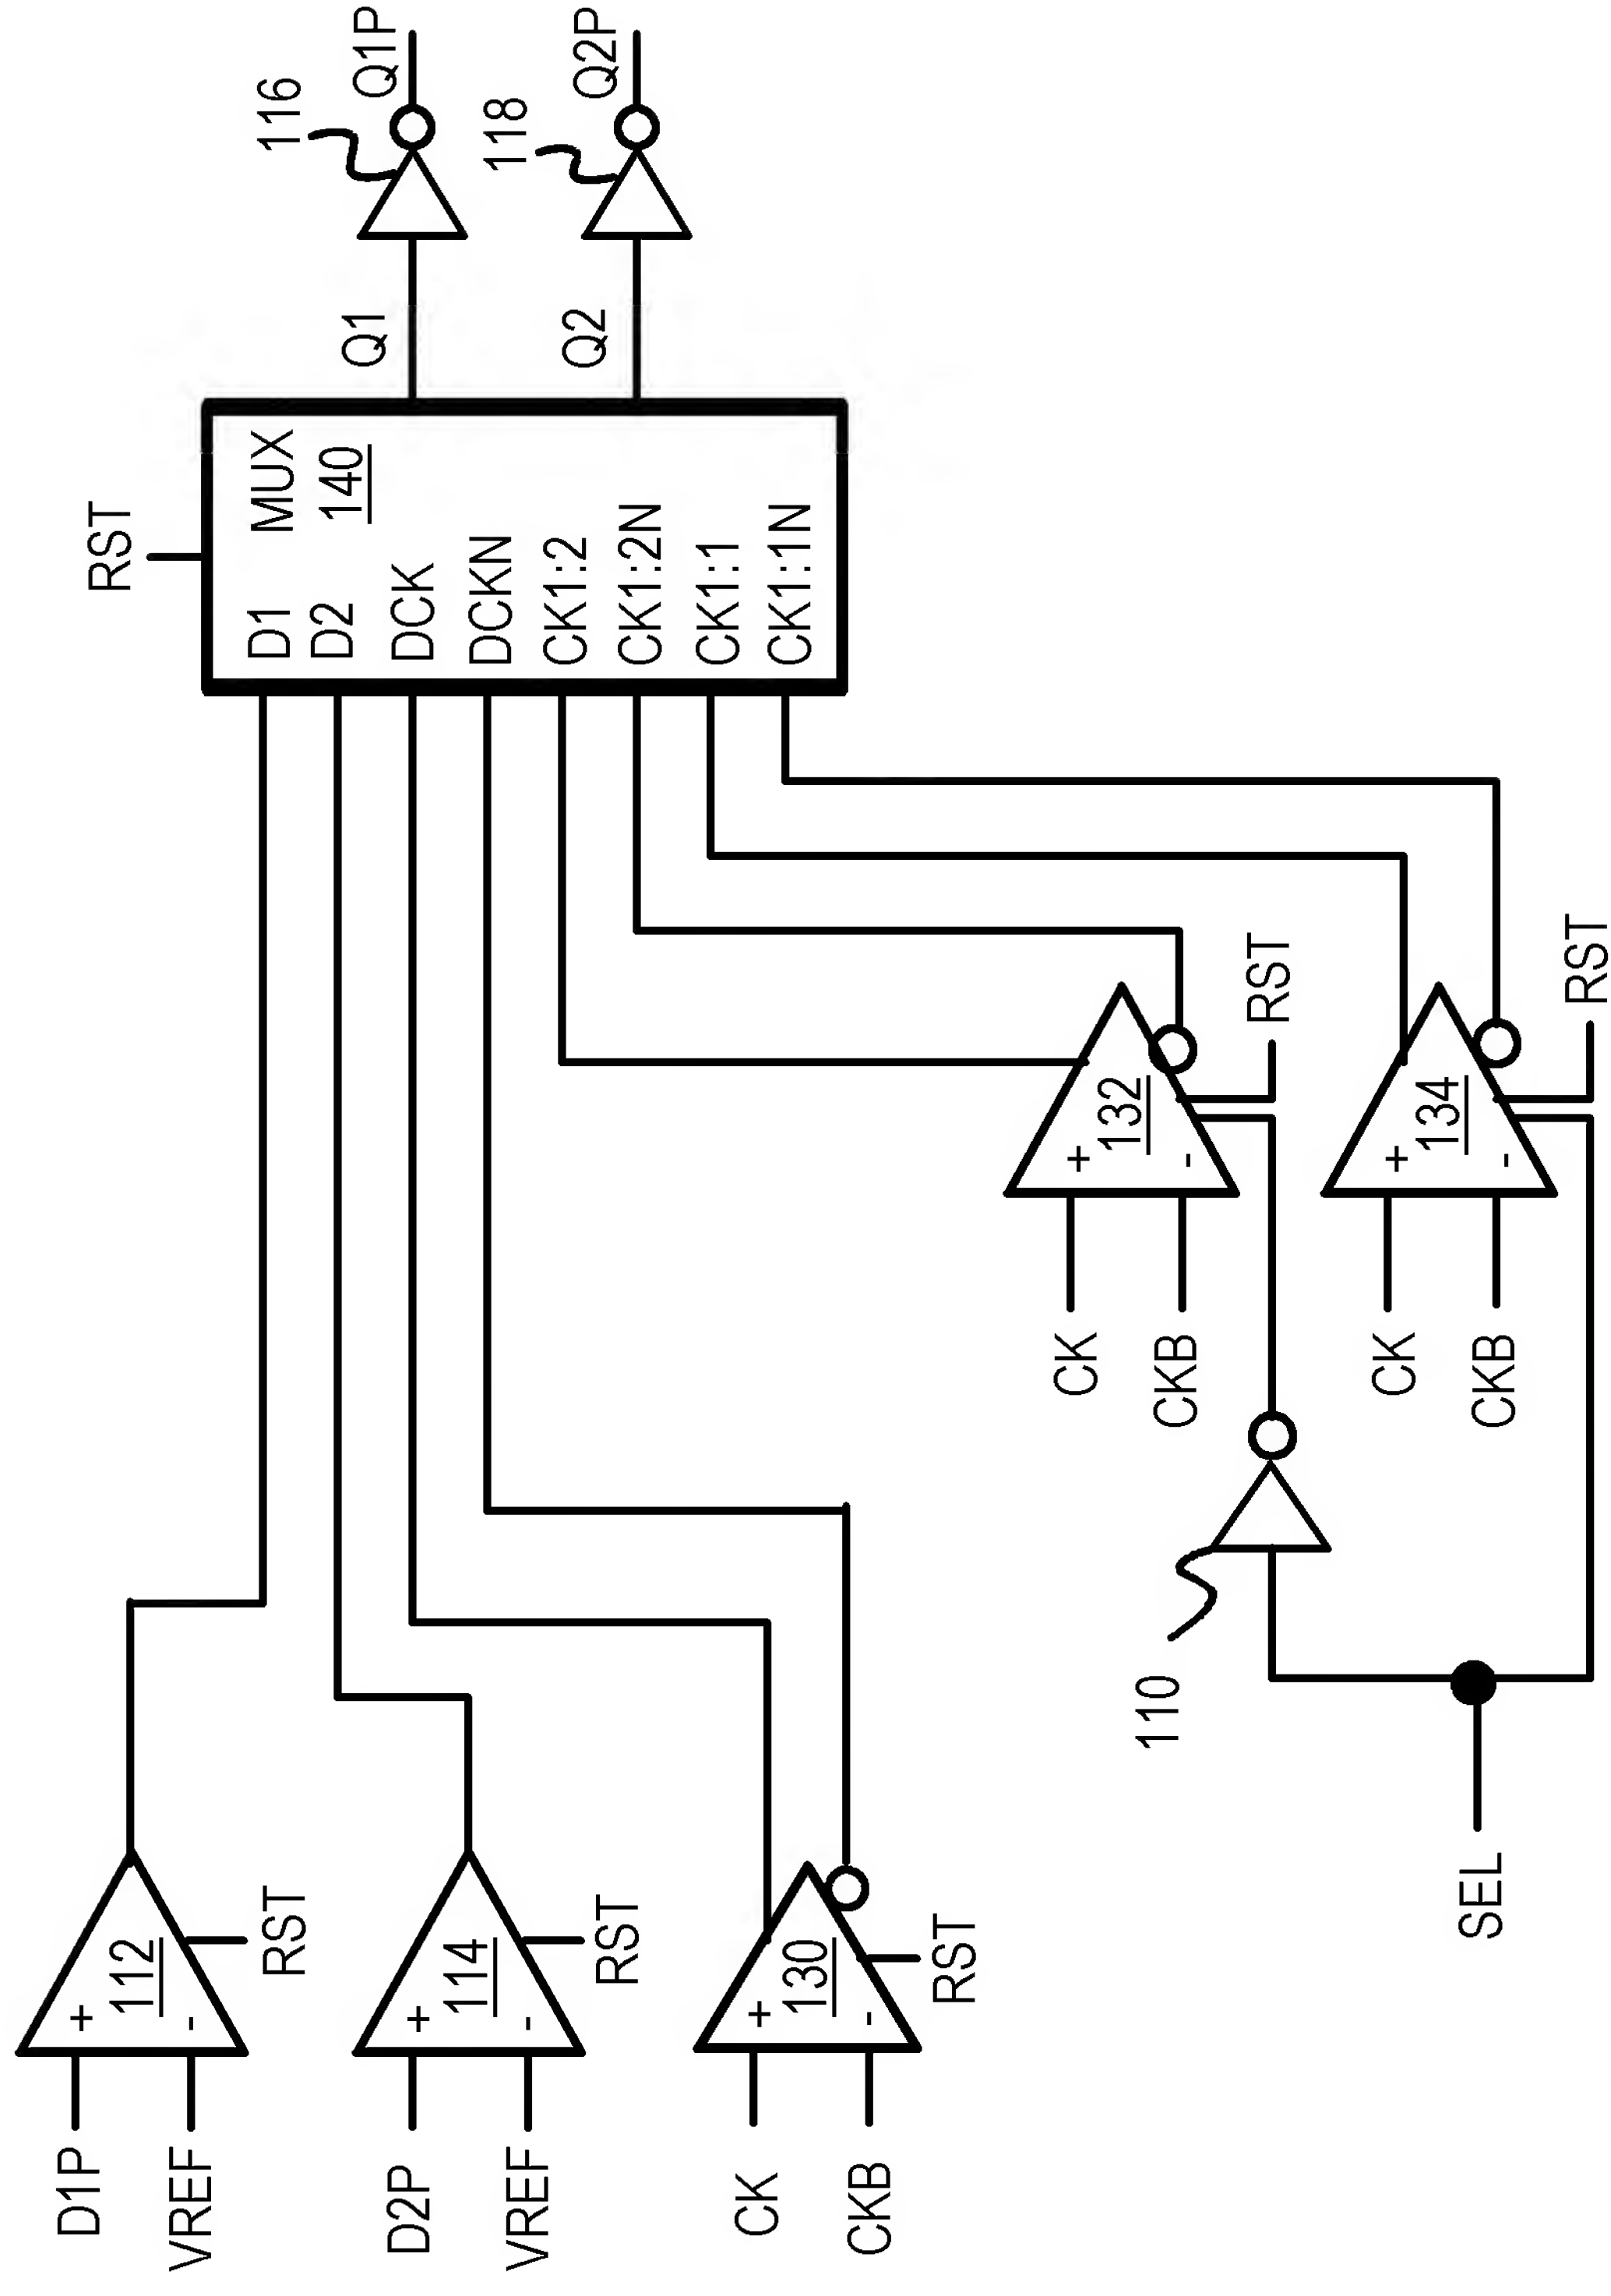 D1P
VREF
+
-
112
RST
D2P
VREF
+
-
114
RST
CK
CKB
+
-
130
RST
SEL
110
CK
CKB
+
-
132
RST
CK
CKB
+
-
134
RST
RST
MUX
140
D1
D2
DCK
DCKN
CK1:2
CK1:2N
CK1:1
CK1:1N
Q1
Q2
116
Q1P
118
Q2P